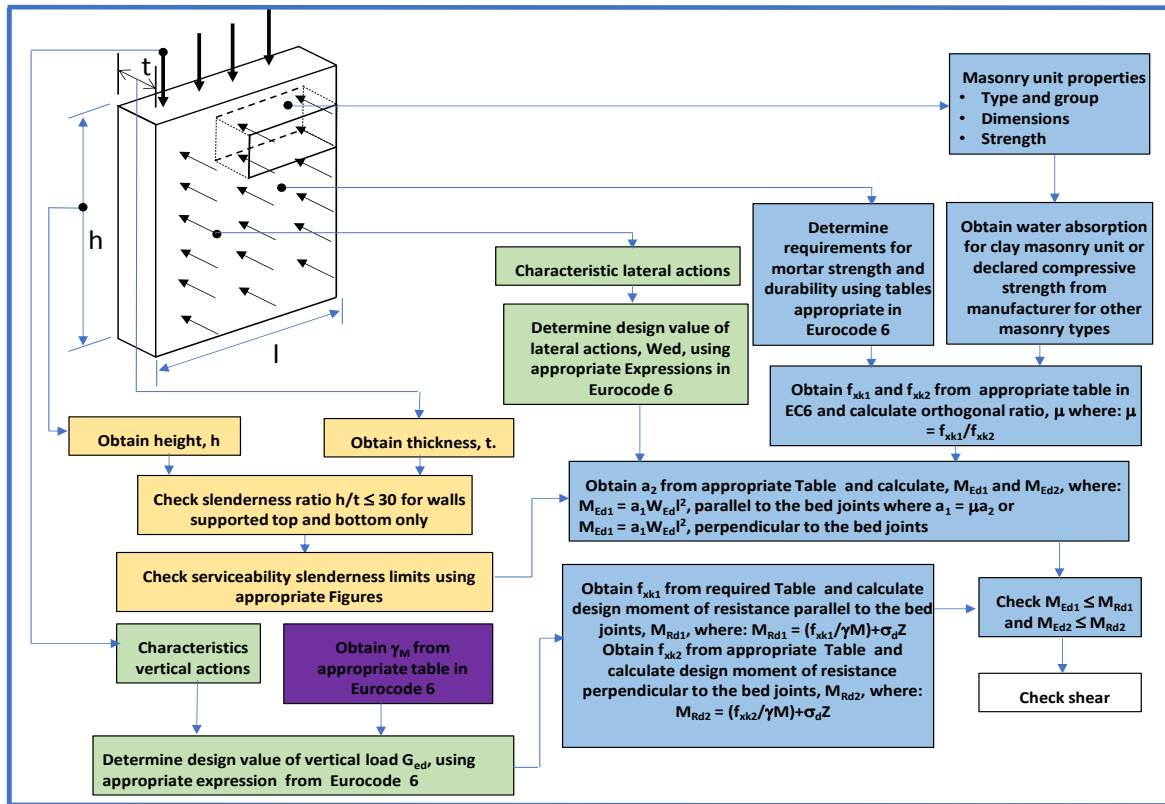 t
h
l
Masonry unit properties
• Type and group
• Dimensions
• Strength
Determine
requirements for
mortar strength and
durability using tables
appropriate in
Eurocode 6
Obtain water absorption
for clay masonry unit or
declared compressive
strength from
manufacturer for other
masonry types
Characteristic lateral actions
Determine design value of
lateral actions, Wed, using
appropriate Expressions in
Eurocode 6
Obtain fxk1 and fxk2 from appropriate table in
EC6 and calculate orthogonal ratio, μ where: μ
= fxk1/fxk2
Obtain height, h
Obtain thickness, t.
Check slenderness ratio h/t ≤ 30 for walls
supported top and bottom only
Check serviceability slenderness limits using
appropriate Figures
Obtain a2 from appropriate Table and calculate, MEd1 and MEd2, where:
MEd1 = a1WEdl², parallel to the bed joints where a1 = μa2 or
MEd1 = a1WEdl², perpendicular to the bed joints
Obtain fxk1 from required Table and calculate
design moment of resistance parallel to the bed
joints, MRd1, where: MRd1 = (fxk1/γM)+σdZ
Obtain fxk2 from appropriate Table and
calculate design moment of resistance
perpendicular to the bed joints, MRd2, where:
MRd2 = (fxk2/γM)+σdZ
Check MEd1 ≤ MRd1
and MEd2 ≤ MRd2
Check shear
Characteristics
vertical actions
Obtain γM from
appropriate table in
Eurocode 6
Determine design value of vertical load Ged, using
appropriate expression from Eurocode 6